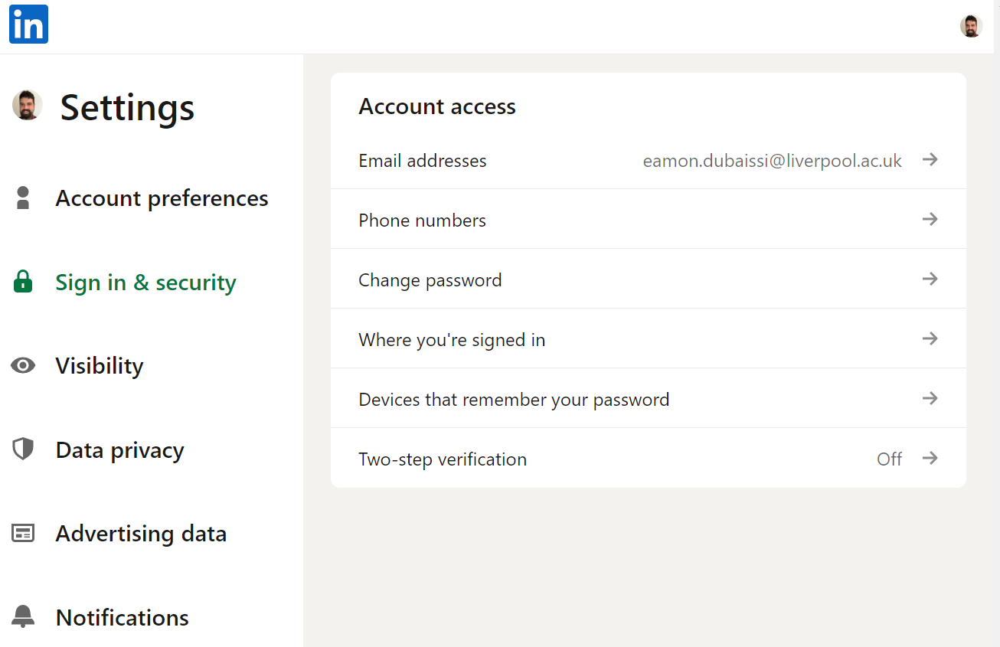 in
Settings
Account preferences
Sign in & security
Visibility
Data privacy
Advertising data
Notifications
Account access
Email addresses eamon.dubaissi@liverpool.ac.uk
Phone numbers
Change password
Where you're signed in
Devices that remember your password
Two-step verification Off